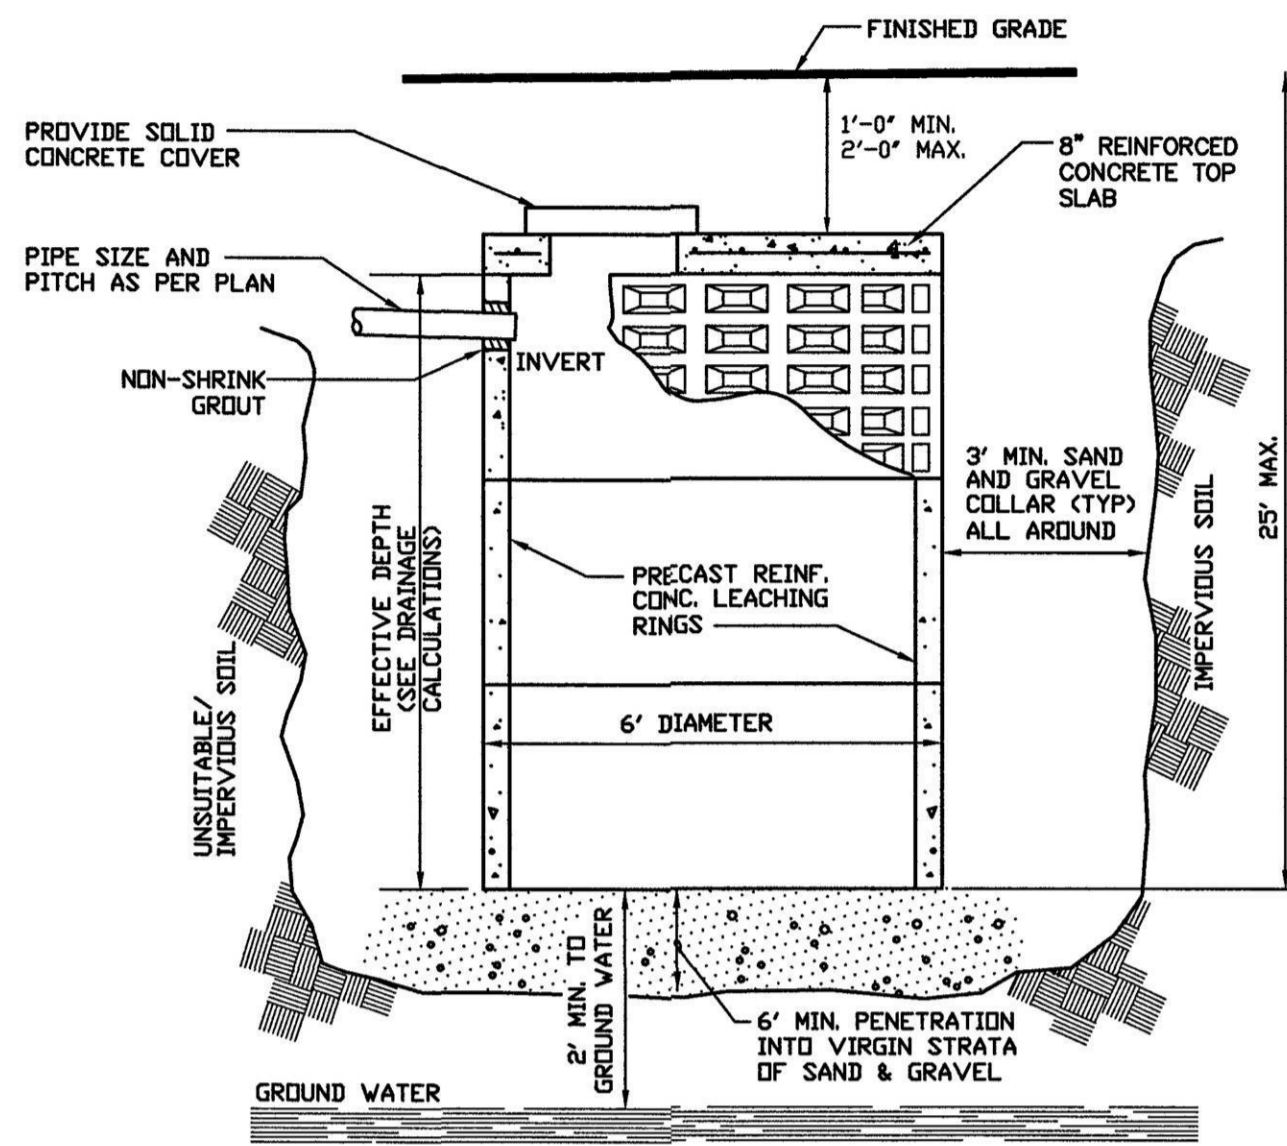 FINISHED GRADE
PROVIDE SOLID
CONCRETE COVER
1'-0" MIN.
2'-0" MAX.
8" REINFORCED
CONCRETE TOP
SLAB
PIPE SIZE AND
PITCH AS PER PLAN
INVERT
NON-SHRINK
GROUT
3' MIN. SAND
AND GRAVEL
COLLAR (TYP)
ALL AROUND
25' MAX.
IMPERVIOUS SOIL
EFFECTIVE DEPTH
(SEE DRAINAGE
CALCULATIONS)
PRECAST REINF.
CONC. LEACHING
RINGS
UNSUITABLE/
IMPERVIOUS SOIL
6' DIAMETER
2' MIN. TO
GROUND WATER
6' MIN. PENETRATION
INTO VIRGIN STRATA
OF SAND & GRAVEL
GROUND WATER